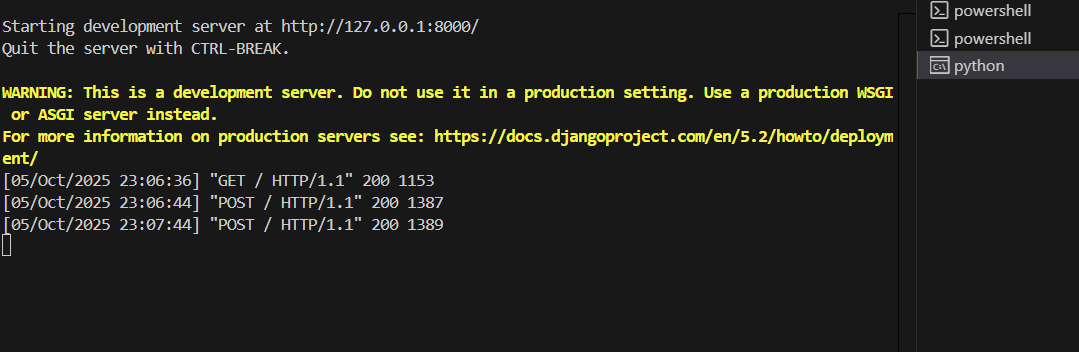 Starting development server at http://127.0.0.1:8000/
Quit the server with CTRL-BREAK.
WARNING: This is a development server. Do not use it in a production setting. Use a production WSGI
 or ASGI server instead.
For more information on production servers see: https://docs.djangoproject.com/en/5.2/howto/deploym
ent/
[05/Oct/2025 23:06:36] "GET / HTTP/1.1" 200 1153
[05/Oct/2025 23:06:44] "POST / HTTP/1.1" 200 1387
[05/Oct/2025 23:07:44] "POST / HTTP/1.1" 200 1389
powershell
powershell
python